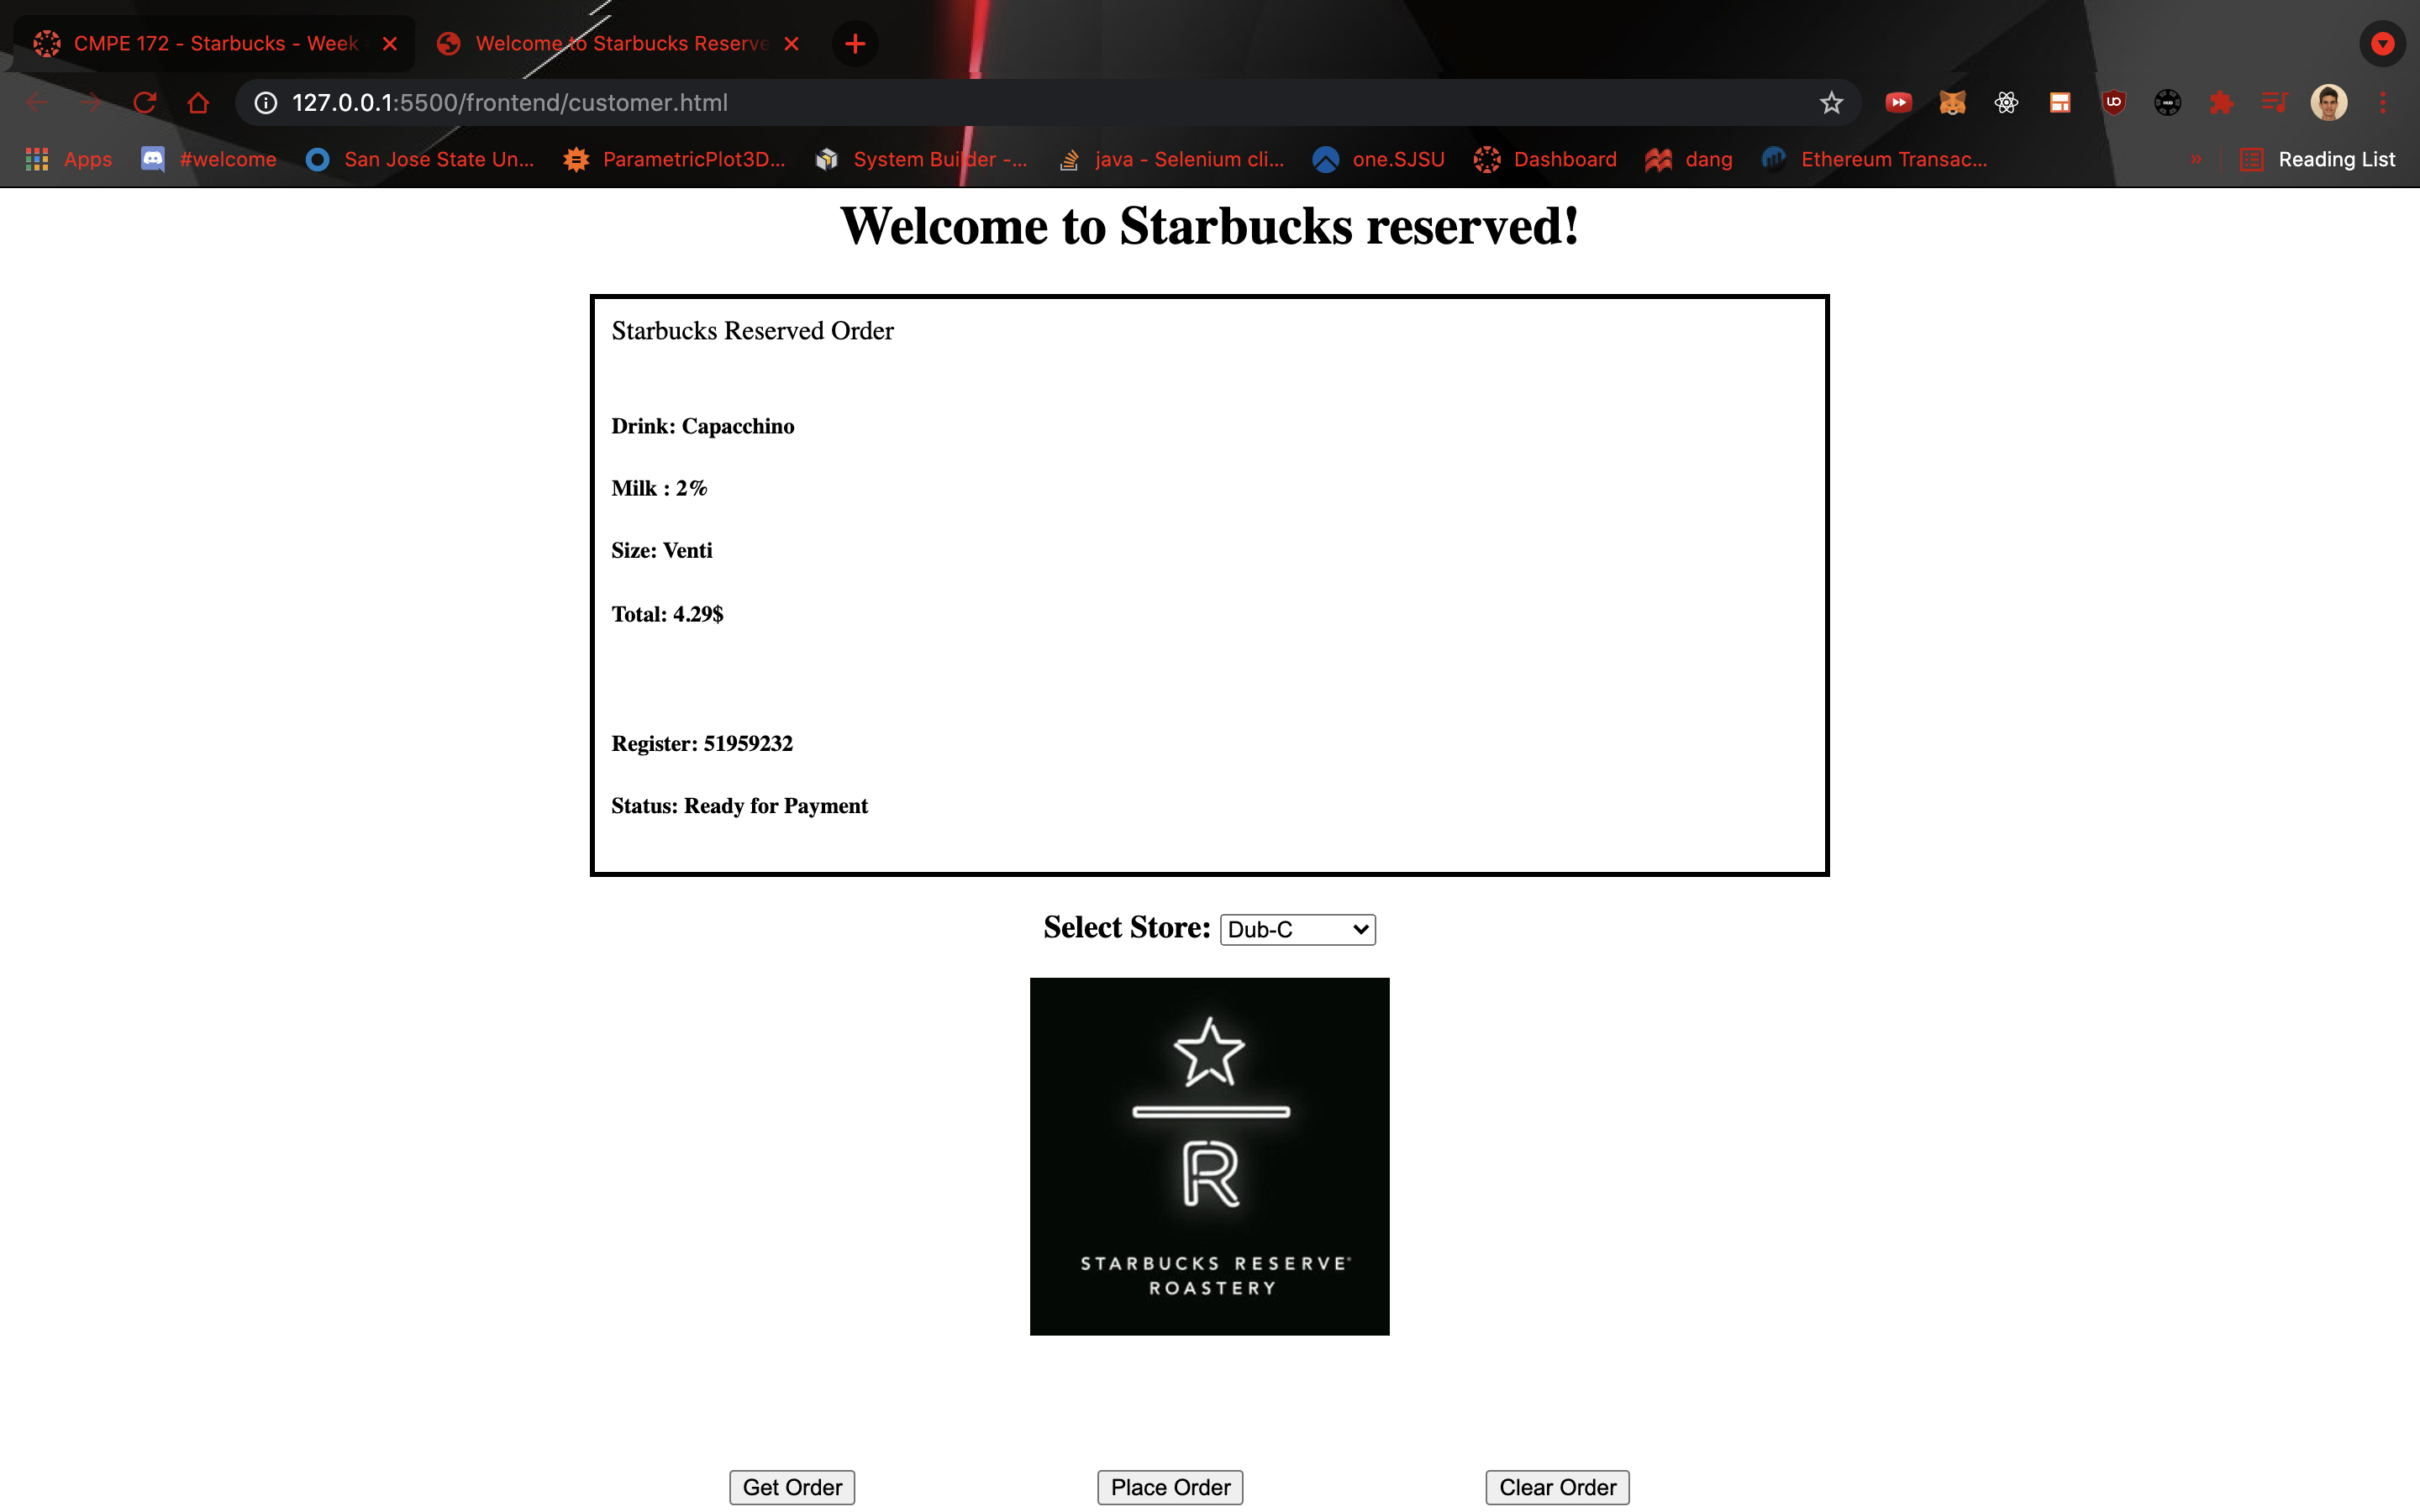 CMPE 172 - Starbucks - Week
Welcome to Starbucks Reserve
127.0.0.1:5500/frontend/customer.html
Apps
#welcome
San Jose State Un...
ParametricPlot3D...
System Builder -...
java - Selenium cli...
one.SJSU
Dashboard
dang
Ethereum Transac...
»
Reading List
Welcome to Starbucks reserved!
Starbucks Reserved Order
Drink: Capacchino
Milk : 2%
Size: Venti
Total: 4.29$
Register: 51959232
Status: Ready for Payment
Select Store: Dub-C
R
STARBUCKS RESERVE
ROASTERY
Get Order
Place Order
Clear Order